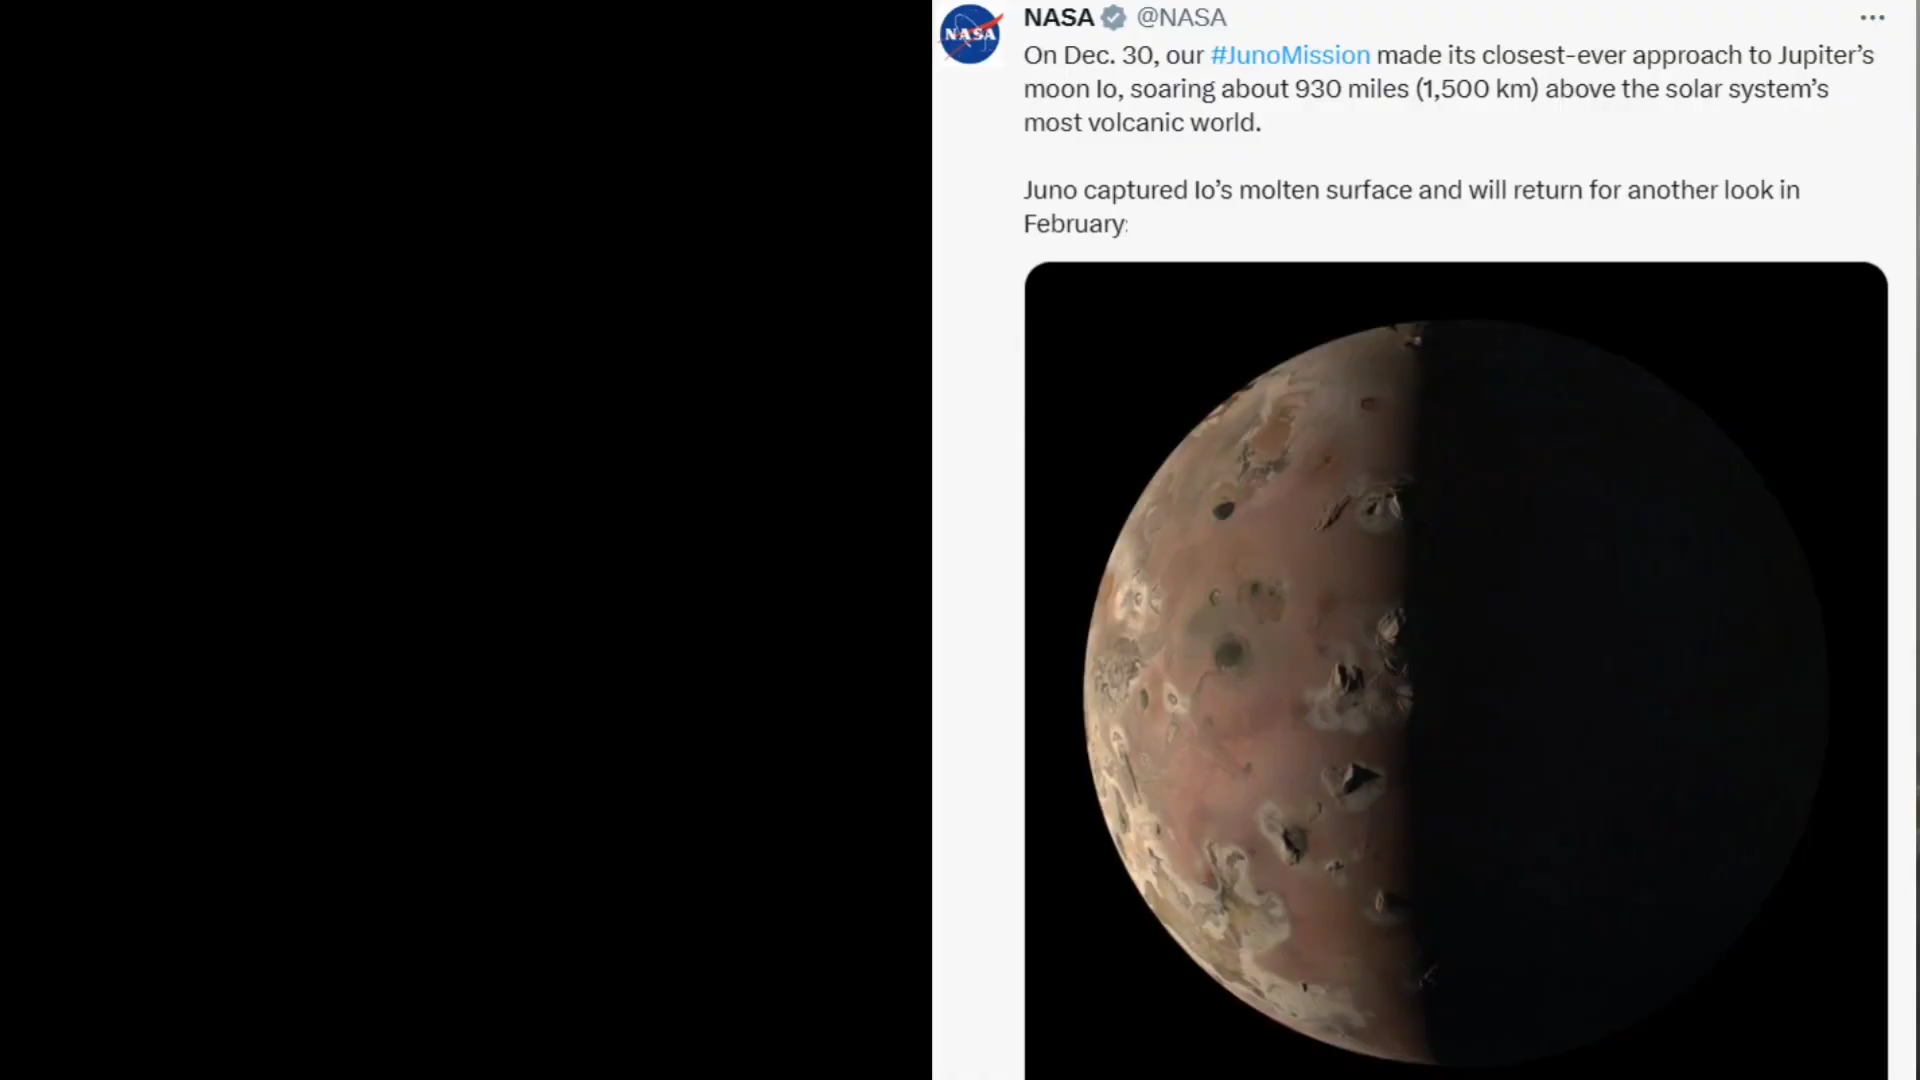 NASA
NASA @NASA
On Dec. 30, our #JunoMission made its closest-ever approach to Jupiter’s
moon Io, soaring about 930 miles (1,500 km) above the solar system’s
most volcanic world.
Juno captured Io’s molten surface and will return for another look in
February: